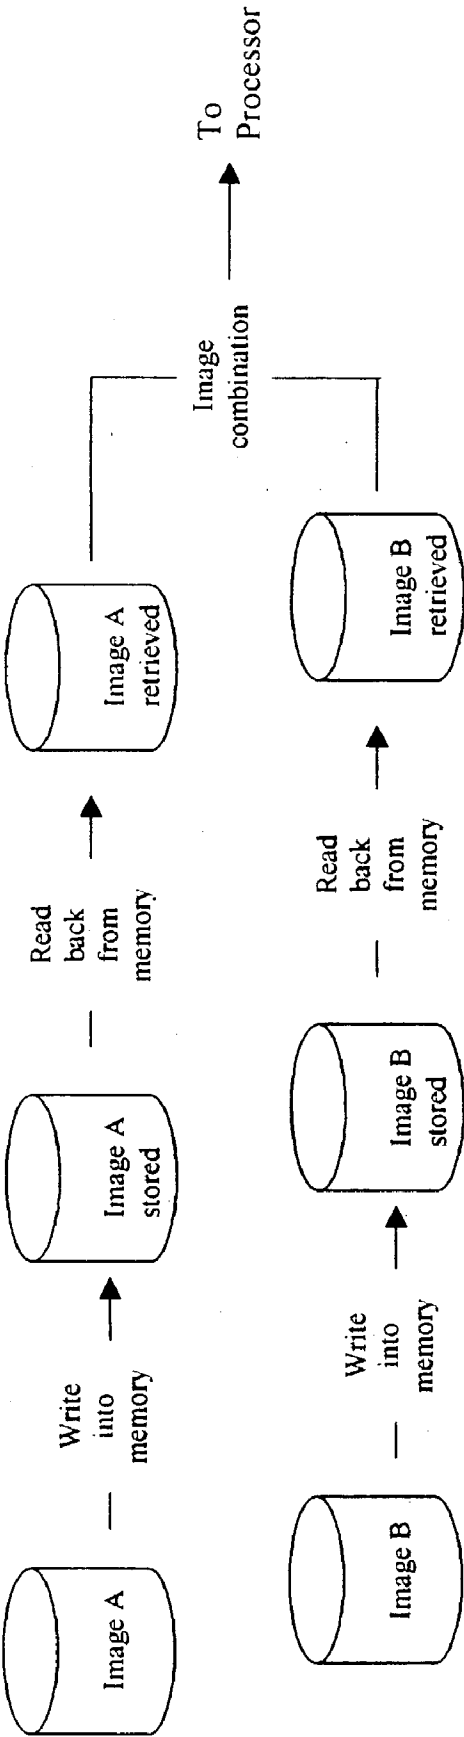 Image A
Write
into
memory
Image A
stored
Read
back
from
memory
Image A
retrieved
Image
combination
To
Processor
Image B
Write
into
memory
Image B
stored
Read
back
from
memory
Image B
retrieved